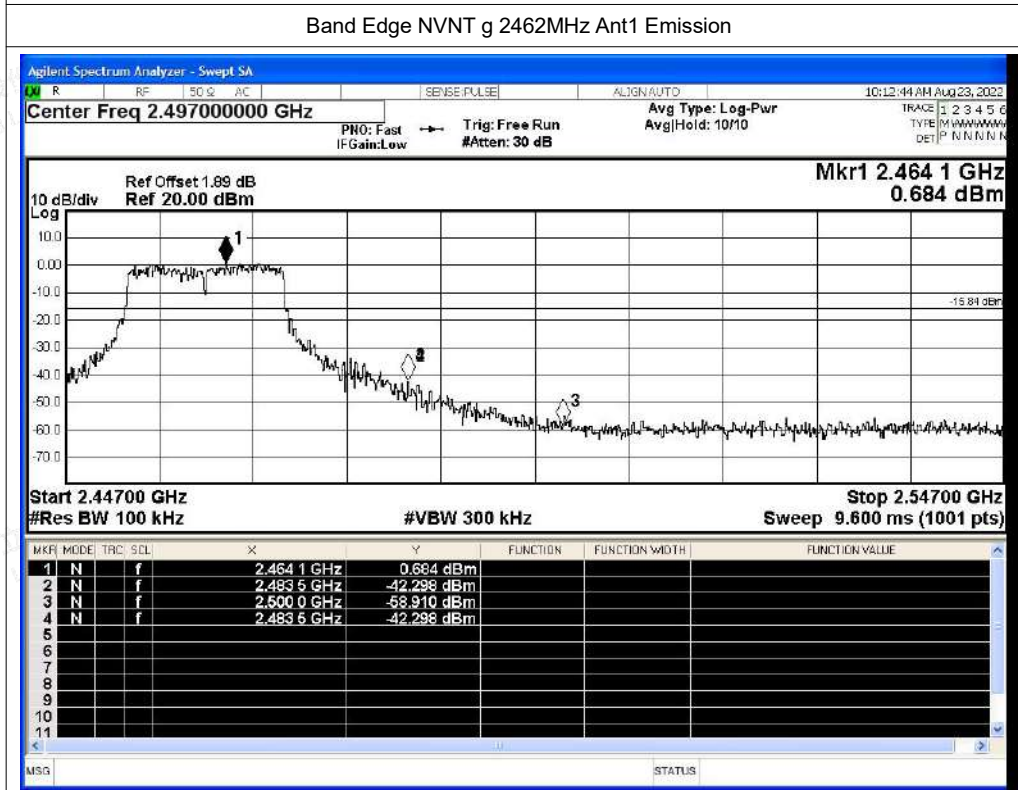 Band Edge NVNT g 2462MHz Ant1 Emission
Agilent Spectrum Analyzer - Swept SA
R RF 50 Ω AC SENSE:PULSE ALIGN AUTO 10:12:44 AM Aug 23, 2022
Center Freq 2.497000000 GHz Avg Type: Log-Pwr TRACE 1 2 3 4 5 6
PNO: Fast Trig: Free Run Avg|Hold: 10/10 TYPE M WWWWW
IFGain:Low #Atten: 30 dB DET P N N N N N
Mkr1 2.464 1 GHz
Ref Offset 1.89 dB
10 dB/div Ref 20.00 dBm 0.684 dBm
Log
10.0
1
0.00
-10.0
-15.84 dBm
-20.0
-30.0
2
-40.0
-50.0
3
-60.0
-70.0
Start 2.44700 GHz Stop 2.54700 GHz
#Res BW 100 kHz #VBW 300 kHz Sweep 9.600 ms (1001 pts)
MKR MODE TRC SCL X Y FUNCTION FUNCTION WIDTH FUNCTION VALUE
1 N f 2.464 1 GHz 0.684 dBm
2 N f 2.483 5 GHz -42.298 dBm
3 N f 2.500 0 GHz -58.910 dBm
4 N f 2.483 5 GHz -42.298 dBm
5
6
7
8
9
10
11
MSG STATUS